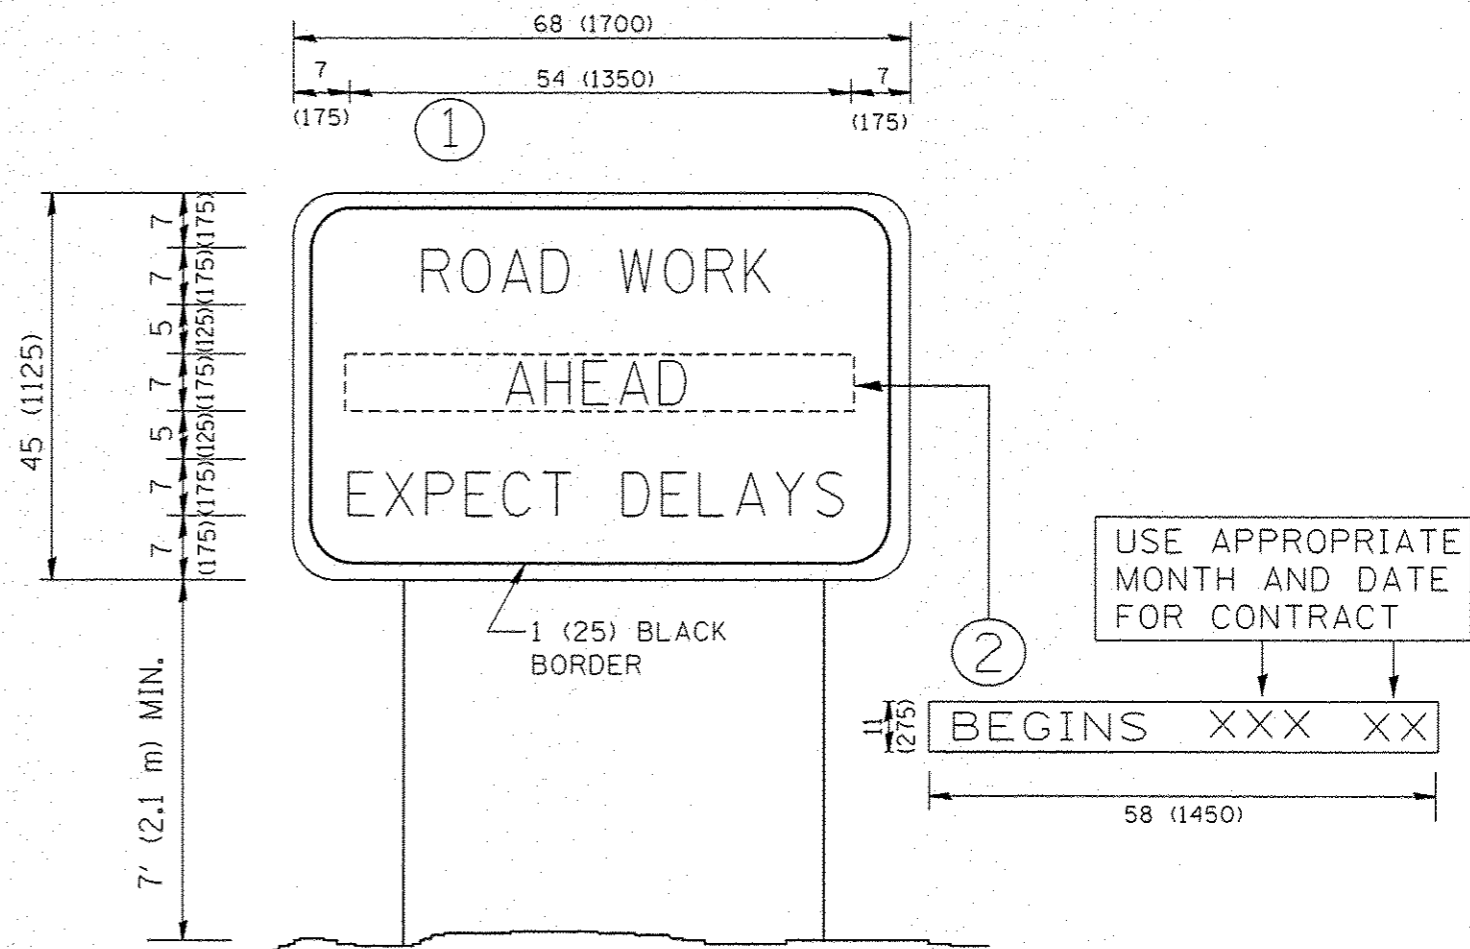 68 (1700)
7 54 (1350) 7
(175) (175)
1
45 (1125)
7 (175)
7 (175)
5 (125)
7 (175)
5 (125)
7 (175)
7 (175)
ROAD WORK
AHEAD
EXPECT DELAYS
1 (25) BLACK
BORDER
7' (2.1 m) MIN.
2
USE APPROPRIATE
MONTH AND DATE
FOR CONTRACT
11 (275)
BEGINS XXX XX
58 (1450)